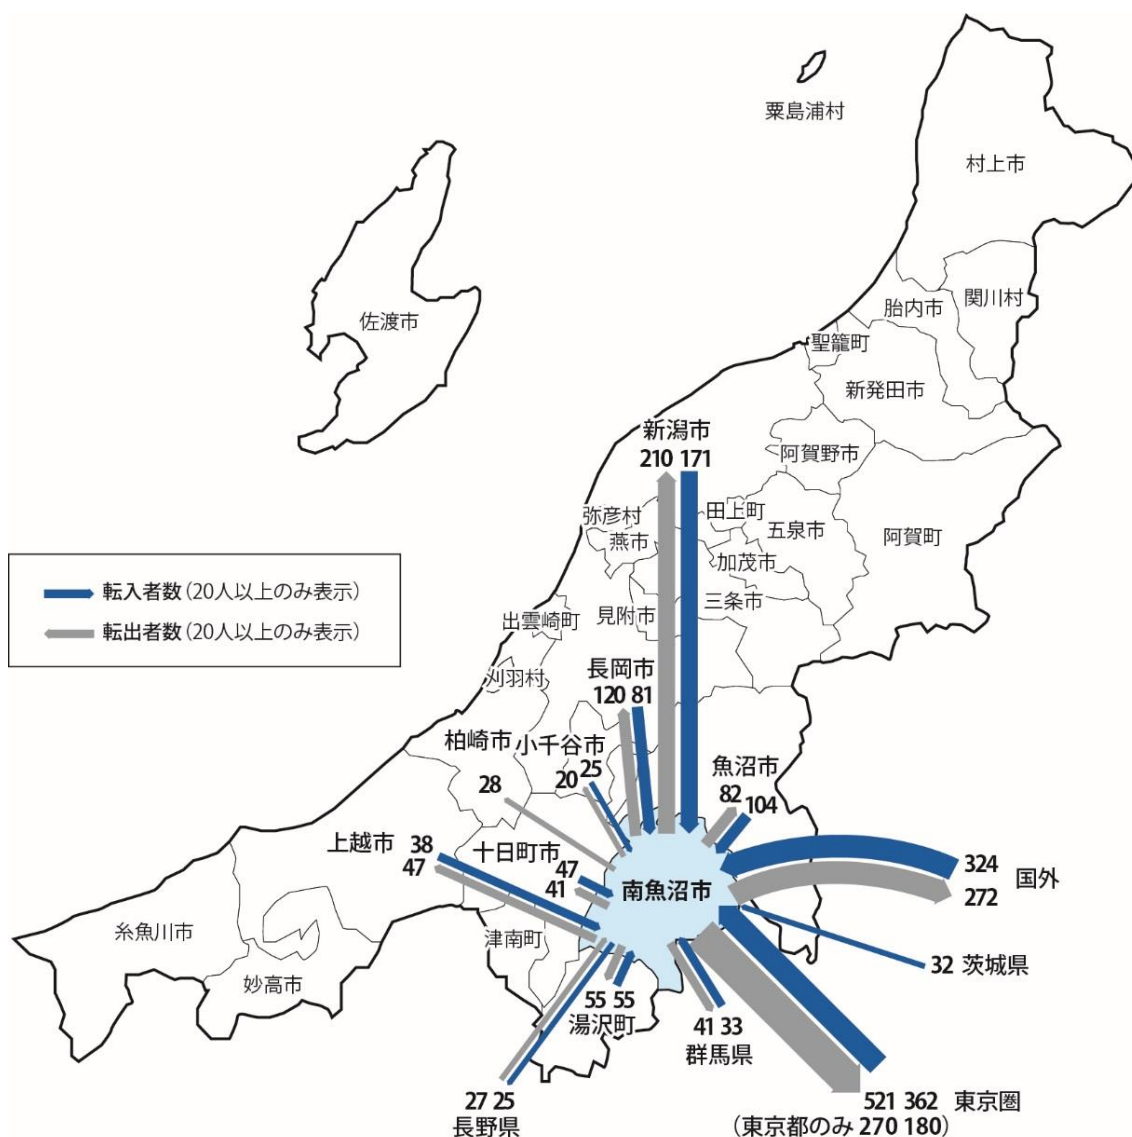 粟島浦村
村上市
関川村
胎内市
佐渡市
聖籠町
新発田市
新潟市
210 171
阿賀野市
弥彦村
田上町
五泉市
阿賀町
燕市
加茂市
転入者数(20人以上のみ表示)
転出者数(20人以上のみ表示)
見附市
三条市
出雲崎町
長岡市
120 81
刈羽村
柏崎市
28
小千谷市
20 25
魚沼市
82 104
上越市 38
47
十日町市
47
41
南魚沼市
324
272
国外
糸魚川市
妙高市
津南町
32 茨城県
55 55
湯沢町
41 33
群馬県
27 25
長野県
521 362 東京圏
(東京都のみ 270 180)